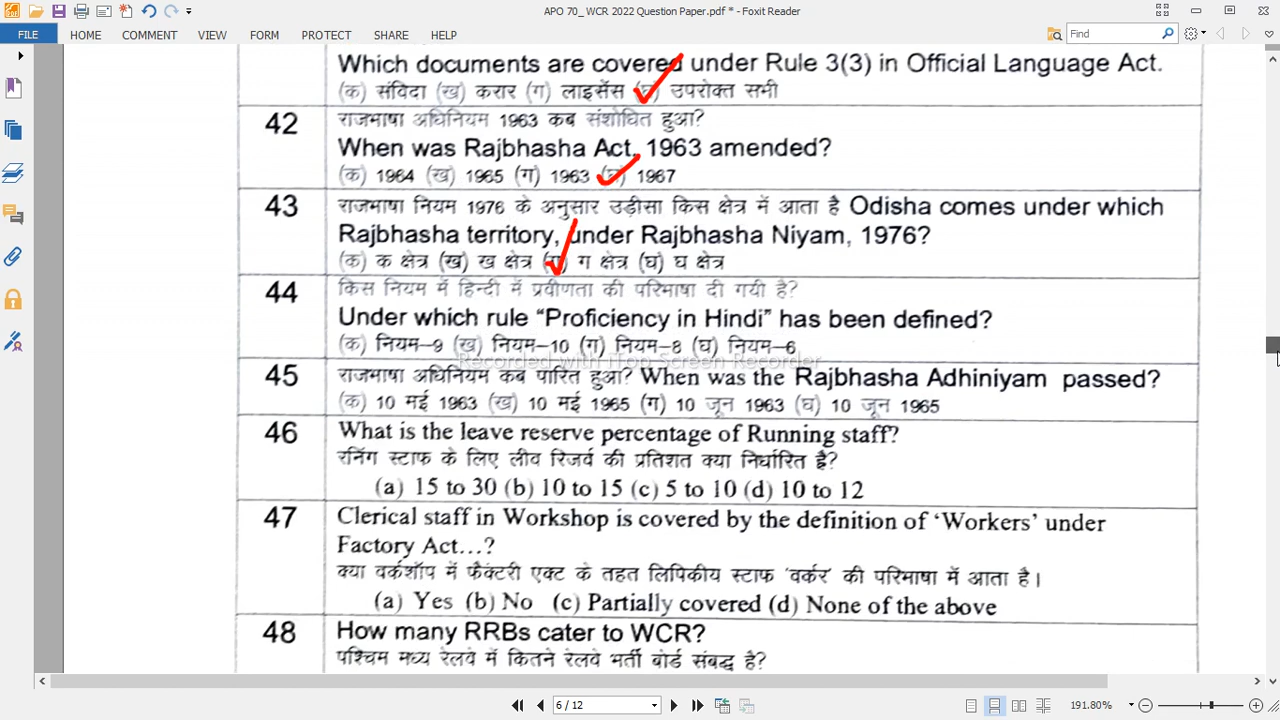 APO 70_ WCR 2022 Question Paper.pdf * - Foxit Reader
FILE HOME COMMENT VIEW FORM PROTECT SHARE HELP
Find
Which documents are covered under Rule 3(3) in Official Language Act.
(क) संविदा (ख) करार (ग) लाइसेंस (घ) उपरोक्त सभी
42 राजभाषा अधिनियम 1963 कब संशोधित हुआ?
When was Rajbhasha Act, 1963 amended?
(क) 1964 (ख) 1965 (ग) 1963 (घ) 1967
43 राजभाषा नियम 1976 के अनुसार उड़ीसा किस क्षेत्र में आता है Odisha comes under which
Rajbhasha territory, under Rajbhasha Niyam, 1976?
(क) क क्षेत्र (ख) ख क्षेत्र (ग) ग क्षेत्र (घ) घ क्षेत्र
44 किस नियम में हिन्दी में प्रवीणता की परिभाषा दी गयी है?
Under which rule “Proficiency in Hindi” has been defined?
(क) नियम–9 (ख) नियम–10 (ग) नियम–8 (घ) नियम–6
Recorded with iTop Screen Recorder
45 राजभाषा अधिनियम कब पारित हुआ? When was the Rajbhasha Adhiniyam passed?
(क) 10 मई 1963 (ख) 10 मई 1965 (ग) 10 जून 1963 (घ) 10 जून 1965
46 What is the leave reserve percentage of Running staff?
रनिंग स्टाफ के लिए लीव रिजर्व की प्रतिशत क्या निर्धारित है?
(a) 15 to 30 (b) 10 to 15 (c) 5 to 10 (d) 10 to 12
47 Clerical staff in Workshop is covered by the definition of ‘Workers’ under
Factory Act…?
क्या वर्कशॉप में फैक्टरी एक्ट के तहत लिपिकीय स्टाफ ‘वर्कर’ की परिभाषा में आता है।
(a) Yes (b) No (c) Partially covered (d) None of the above
48 How many RRBs cater to WCR?
पश्चिम मध्य रेलवे में कितने रेलवे भर्ती बोर्ड संबद्ध है?
6 / 12 191.80%